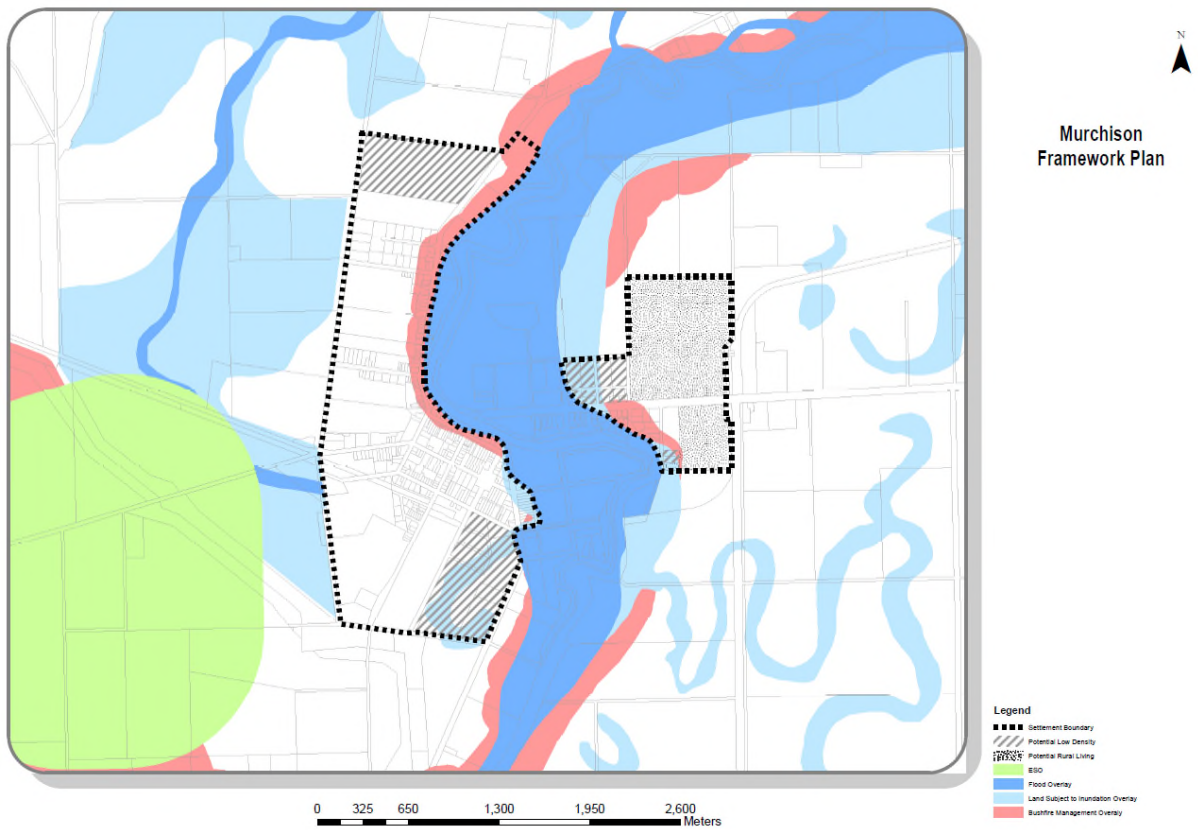 N
Murchison
Framework Plan
Legend
Settlement Boundary
Potential Low Density
Potential Rural Living
ESO
Flood Overlay
Land Subject to Inundation Overlay
Bushfire Management Overaly
0 325 650 1,300 1,950 2,600
Meters